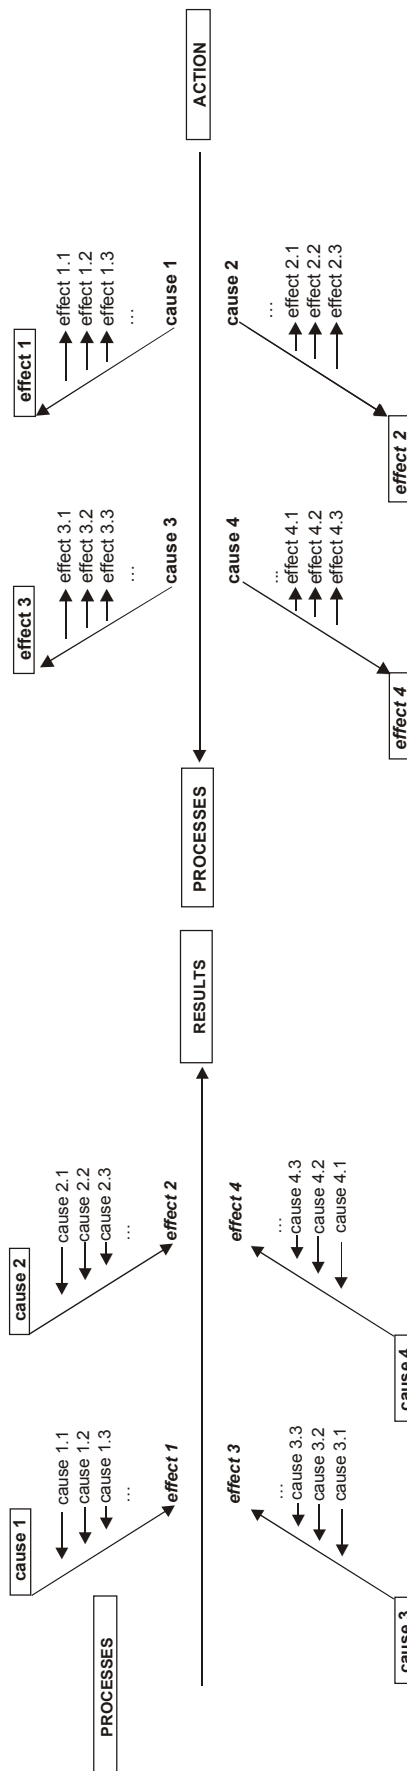 cause 1
cause 2
cause 1.1
cause 1.2
cause 1.3
...
cause 2.1
cause 2.2
cause 2.3
...
PROCESSES
effect 1
effect 2
RESULTS
effect 3
effect 4
...
cause 3.3
cause 3.2
cause 3.1
...
cause 4.3
cause 4.2
cause 4.1
cause 3
cause 4
effect 3
effect 1
effect 3.1
effect 3.2
effect 3.3
...
effect 1.1
effect 1.2
effect 1.3
...
cause 3
cause 1
PROCESSES
ACTION
cause 4
cause 2
...
effect 4.1
effect 4.2
effect 4.3
...
effect 2.1
effect 2.2
effect 2.3
effect 4
effect 2